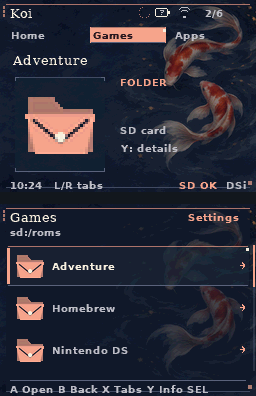 Koi 2/6
Home Games Apps
Adventure
FOLDER
SD card
Y: details
10:24 L/R tabs SD OK DSi
Games Settings
sd:/roms
Adventure
Homebrew
Nintendo DS
A Open B Back X Tabs Y Info SEL